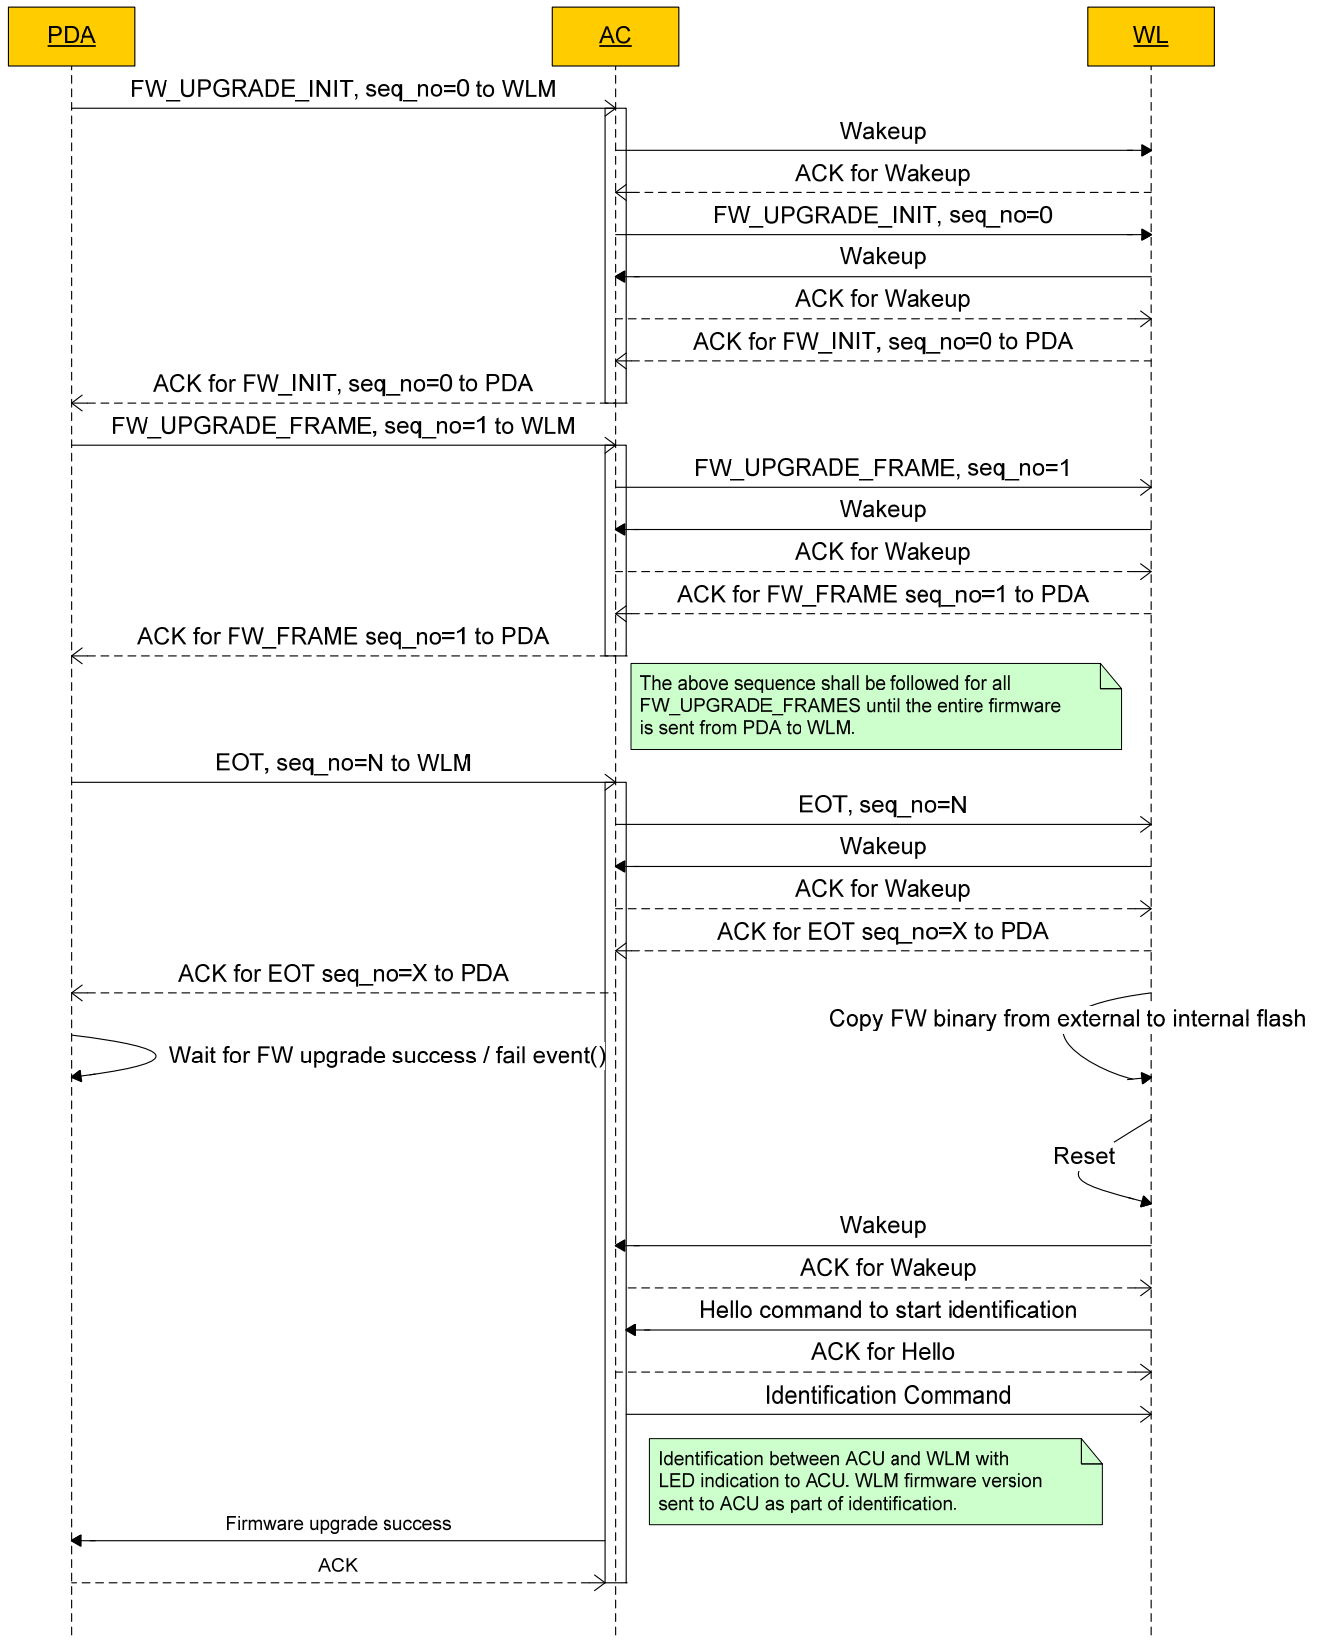 PDA
AC
WL
FW_UPGRADE_INIT, seq_no=0 to WLM
Wakeup
ACK for Wakeup
FW_UPGRADE_INIT, seq_no=0
Wakeup
ACK for Wakeup
ACK for FW_INIT, seq_no=0 to PDA
ACK for FW_INIT, seq_no=0 to PDA
FW_UPGRADE_FRAME, seq_no=1 to WLM
FW_UPGRADE_FRAME, seq_no=1
Wakeup
ACK for Wakeup
ACK for FW_FRAME seq_no=1 to PDA
ACK for FW_FRAME seq_no=1 to PDA
The above sequence shall be followed for all
FW_UPGRADE_FRAMES until the entire firmware
is sent from PDA to WLM.
EOT, seq_no=N to WLM
EOT, seq_no=N
Wakeup
ACK for Wakeup
ACK for EOT seq_no=X to PDA
ACK for EOT seq_no=X to PDA
Copy FW binary from external to internal flash
Wait for FW upgrade success / fail event()
Reset
Wakeup
ACK for Wakeup
Hello command to start identification
ACK for Hello
Identification Command
Identification between ACU and WLM with
LED indication to ACU. WLM firmware version
sent to ACU as part of identification.
Firmware upgrade success
ACK